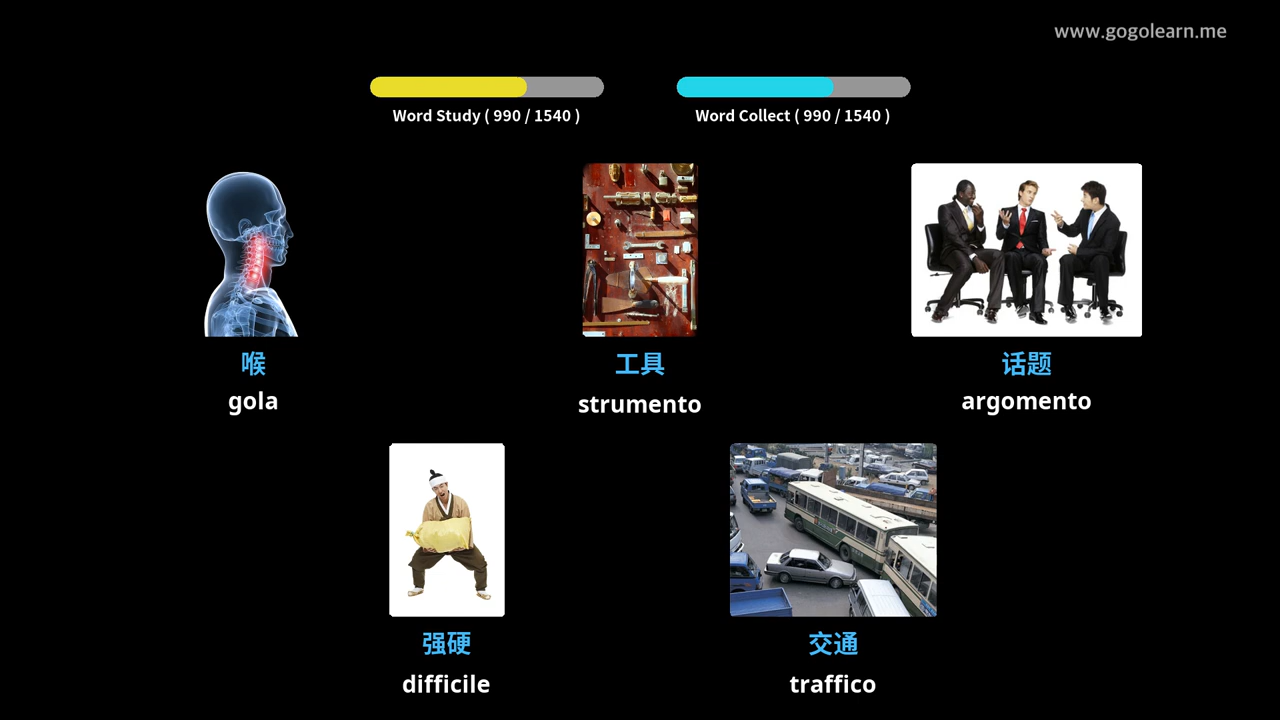 www.gogolearn.me
Word Study ( 990 / 1540 )
Word Collect ( 990 / 1540 )
喉
gola
工具
strumento
话题
argomento
强硬
difficile
交通
traffico